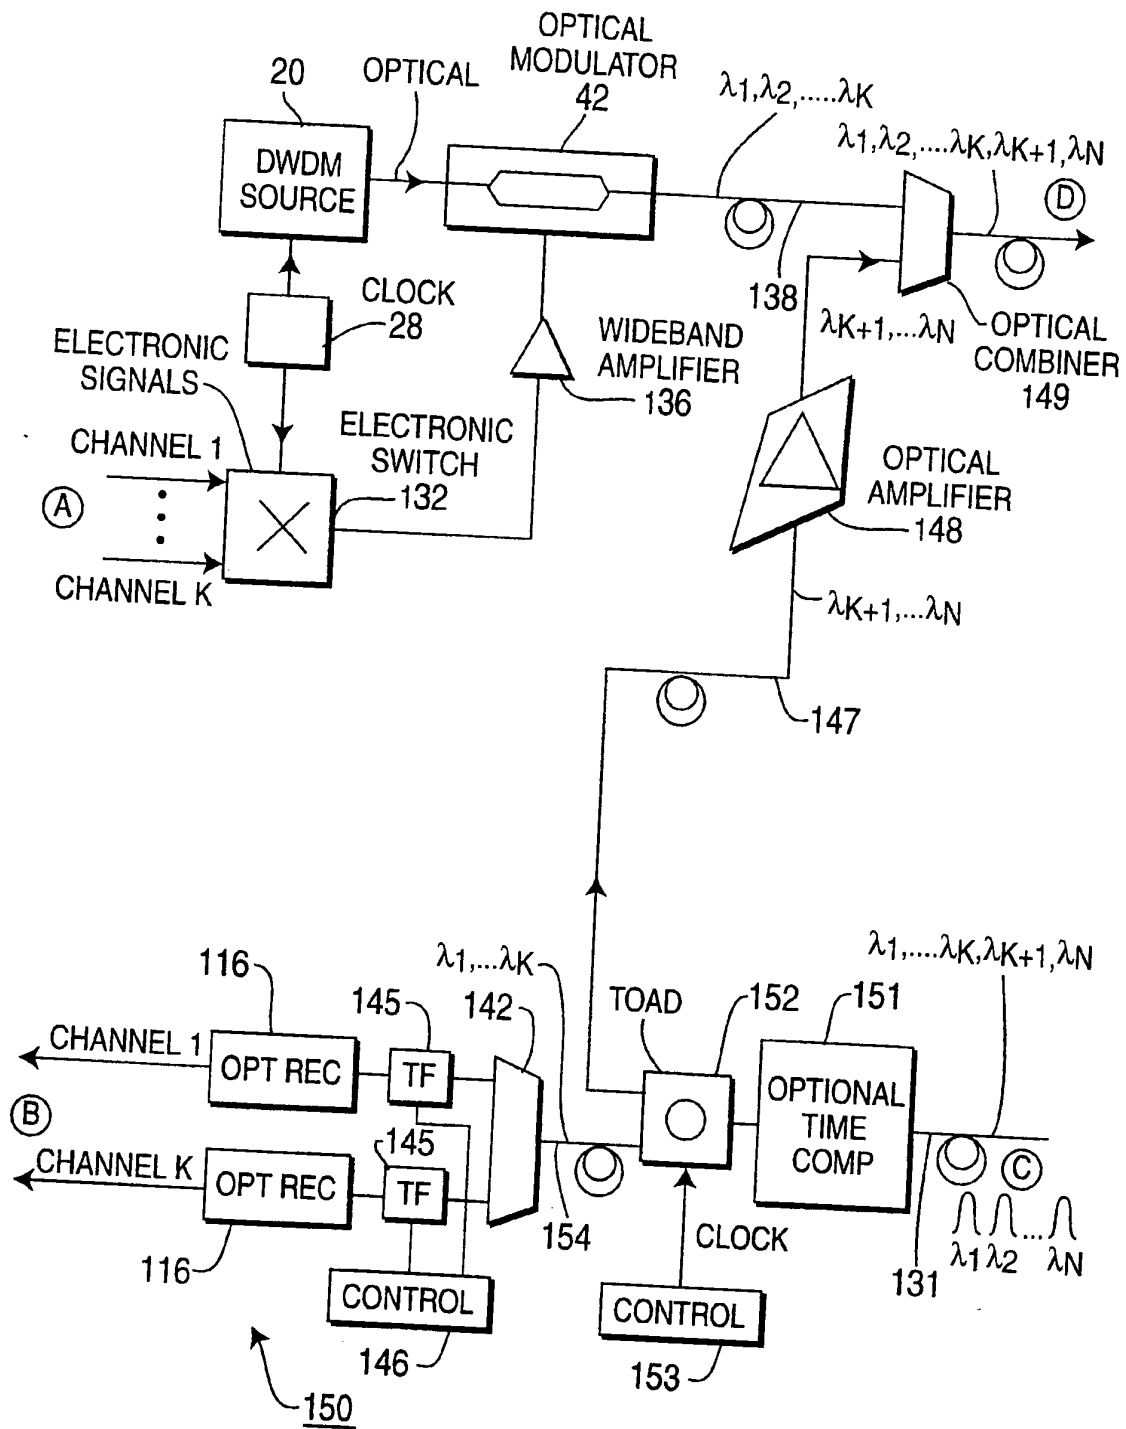 OPTICAL
MODULATOR
42
20
OPTICAL
λ1,λ2,.....λK
λ1,λ2,....λK,λK+1,λN
DWDM
SOURCE
D
138
CLOCK
28
WIDEBAND
AMPLIFIER
136
λK+1,...λN
OPTICAL
COMBINER
149
ELECTRONIC
SIGNALS
CHANNEL 1
ELECTRONIC
SWITCH
132
A
CHANNEL K
OPTICAL
AMPLIFIER
148
λK+1,...λN
147
λ1,...λK
λ1,....λK,λK+1,λN
116
145
142
TOAD
152
151
CHANNEL 1
OPT REC
TF
OPTIONAL
TIME
COMP
B
145
CHANNEL K
OPT REC
TF
C
154
CLOCK
131
λ1 λ2 ... λN
116
CONTROL
146
CONTROL
153
150